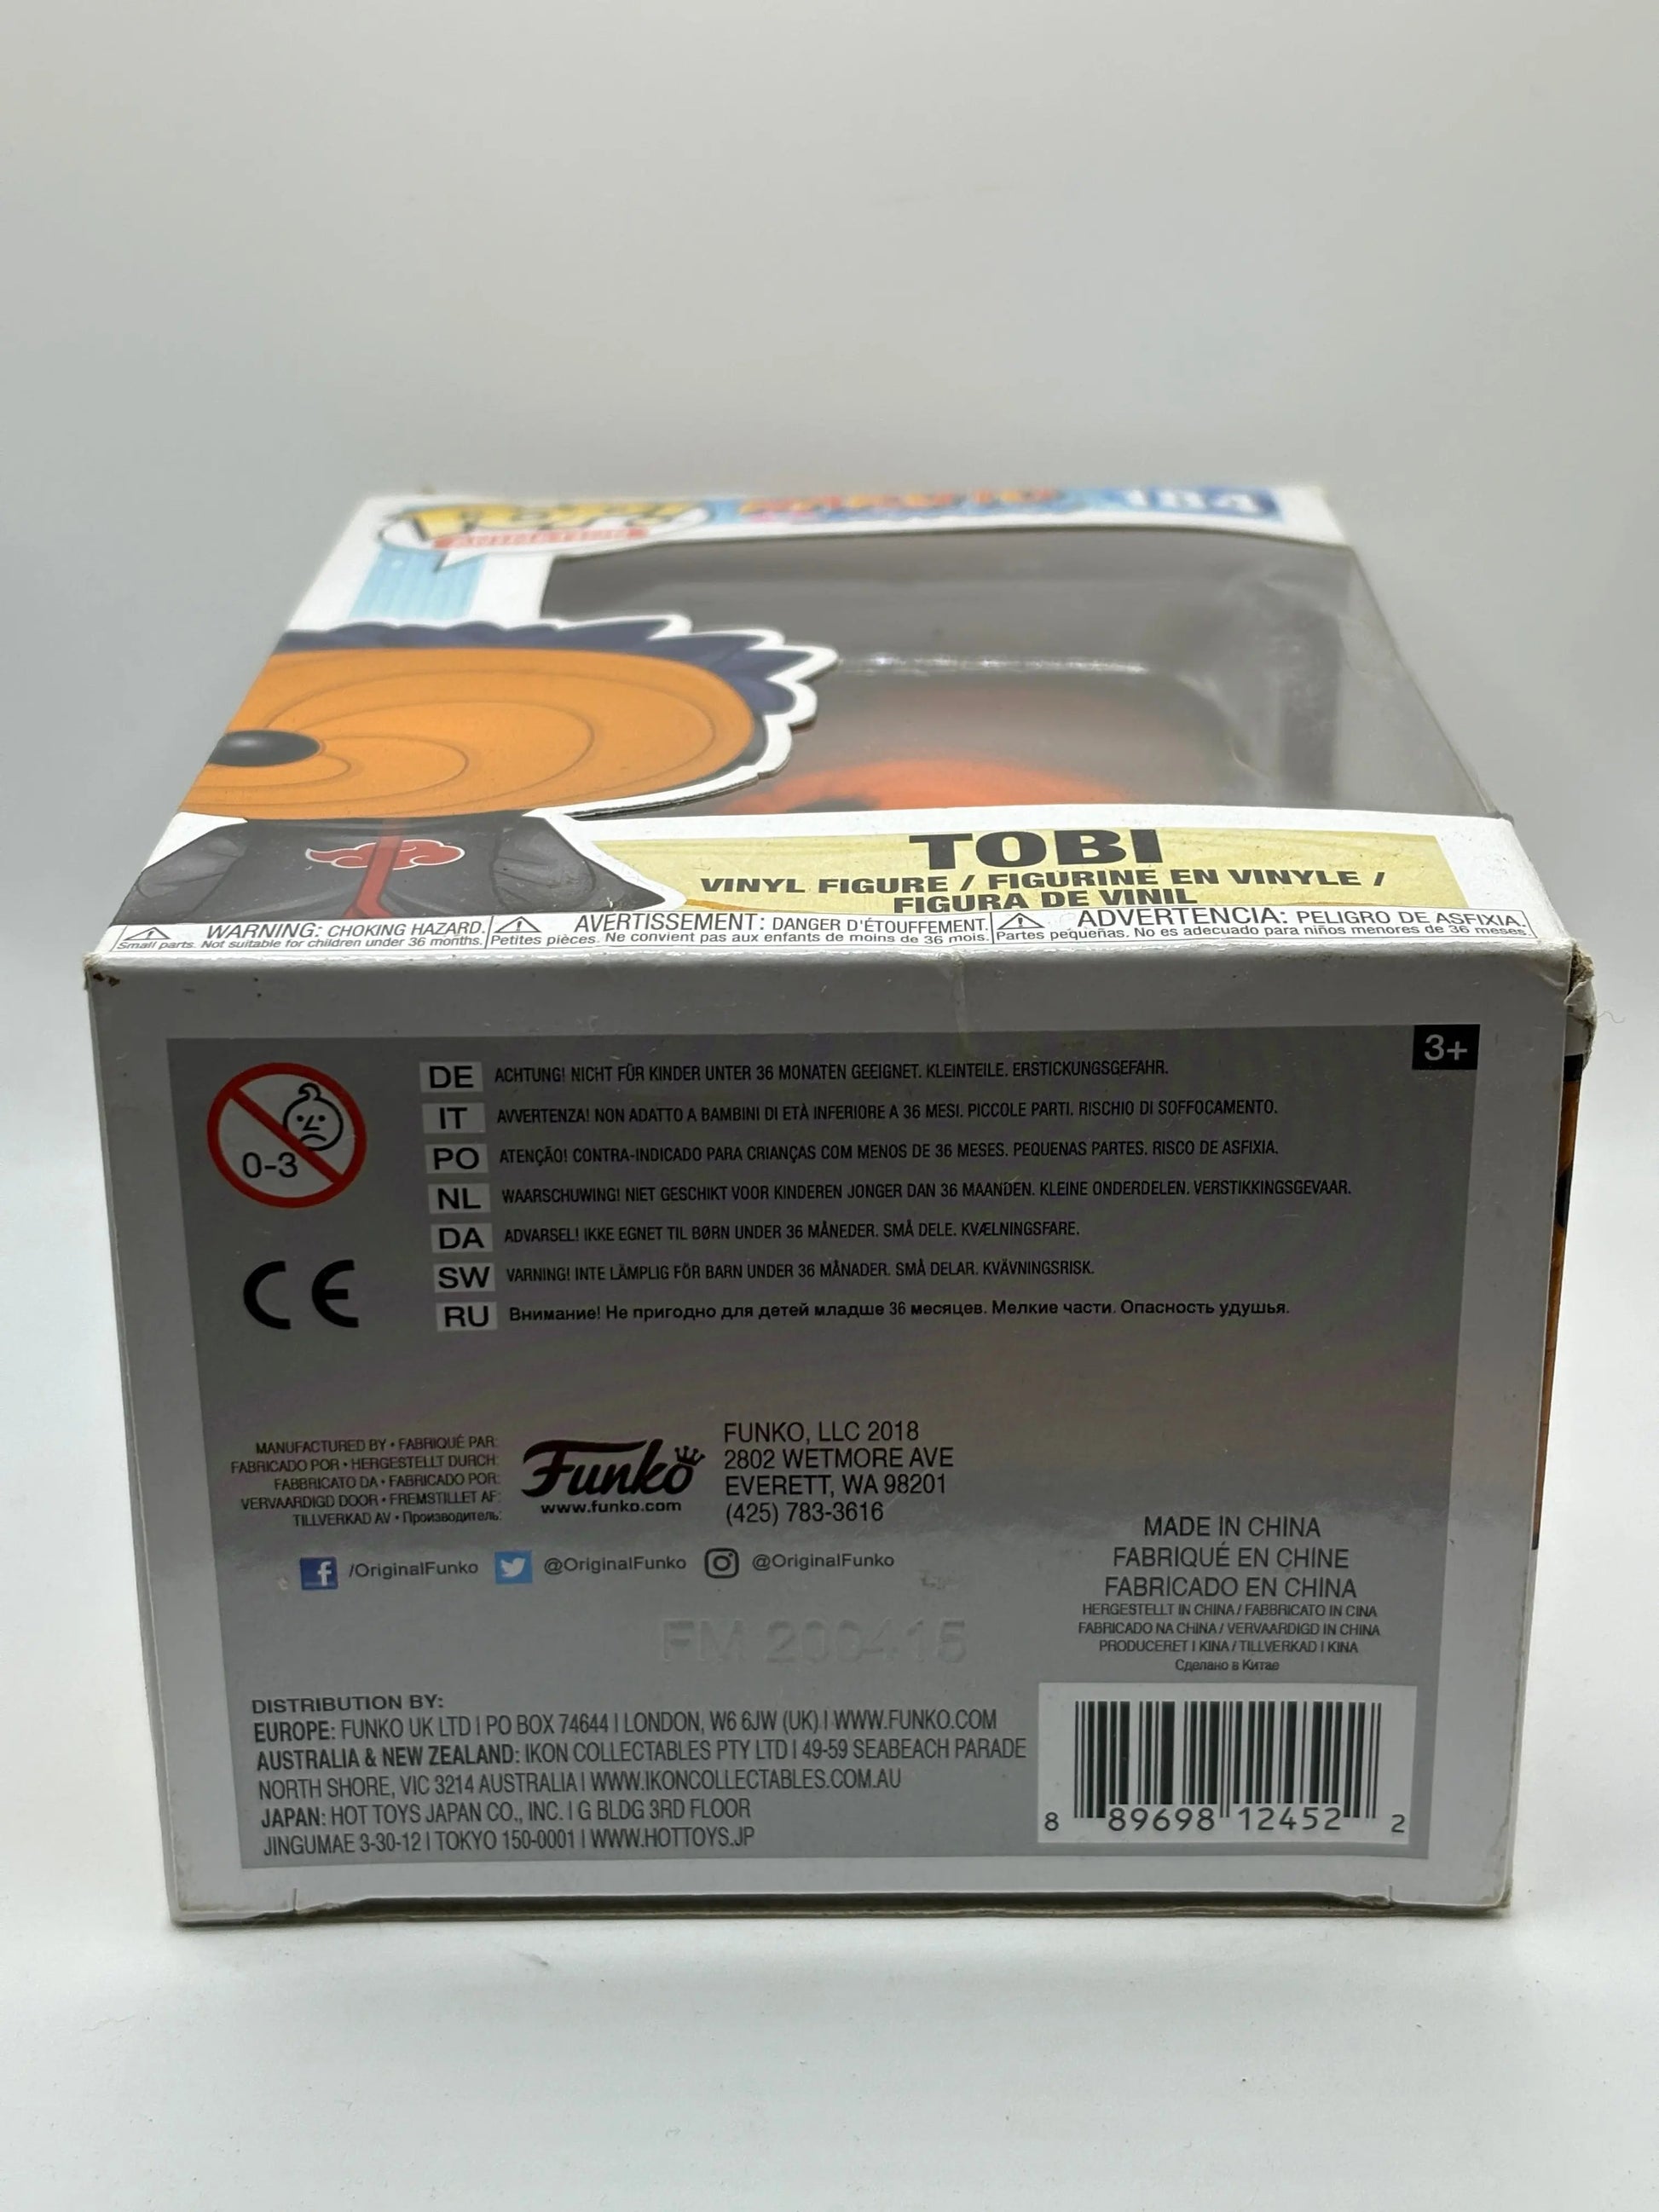 POP!
ANIMATION
NARUTO
184
TOBI
VINYL FIGURE / FIGURINE EN VINYLE /
FIGURA DE VINIL
WARNING: CHOKING HAZARD.
Small parts. Not suitable for children under 36 months.
AVERTISSEMENT: DANGER D'ÉTOUFFEMENT.
Petites pièces. Ne convient pas aux enfants de moins de 36 mois.
ADVERTENCIA: PELIGRO DE ASFIXIA.
Partes pequeñas. No es adecuado para niños menores de 36 meses.
3+
0-3
DE ACHTUNG! NICHT FÜR KINDER UNTER 36 MONATEN GEEIGNET. KLEINTEILE. ERSTICKUNGSGEFAHR.
IT AVVERTENZA! NON ADATTO A BAMBINI DI ETÀ INFERIORE A 36 MESI. PICCOLE PARTI. RISCHIO DI SOFFOCAMENTO.
PO ATENÇÃO! CONTRA-INDICADO PARA CRIANÇAS COM MENOS DE 36 MESES. PEQUENAS PARTES. RISCO DE ASFIXIA.
NL WAARSCHUWING! NIET GESCHIKT VOOR KINDEREN JONGER DAN 36 MAANDEN. KLEINE ONDERDELEN. VERSTIKKINGSGEVAAR.
DA ADVARSEL! IKKE EGNET TIL BØRN UNDER 36 MÅNEDER. SMÅ DELE. KVÆLNINGSFARE.
SW VARNING! INTE LÄMPLIG FÖR BARN UNDER 36 MÅNADER. SMÅ DELAR. KVÄVNINGSRISK.
RU Внимание! Не пригодно для детей младше 36 месяцев. Мелкие части. Опасность удушья.
CE
MANUFACTURED BY • FABRIQUÉ PAR:
FABRICADO POR • HERGESTELLT DURCH:
FABBRICATO DA • FABRICADO POR:
VERVAARDIGD DOOR • FREMSTILLET AF:
TILLVERKAD AV • Производитель:
Funko
www.funko.com
FUNKO, LLC 2018
2802 WETMORE AVE
EVERETT, WA 98201
(425) 783-3616
/OriginalFunko @OriginalFunko @OriginalFunko
MADE IN CHINA
FABRIQUÉ EN CHINE
FABRICADO EN CHINA
HERGESTELLT IN CHINA / FABBRICATO IN CINA
FABRICADO NA CHINA / VERVAARDIGD IN CHINA
PRODUCERET I KINA / TILLVERKAD I KINA
Сделано в Китае
FM 200415
DISTRIBUTION BY:
EUROPE: FUNKO UK LTD | PO BOX 74644 | LONDON, W6 6JW (UK) | WWW.FUNKO.COM
AUSTRALIA & NEW ZEALAND: IKON COLLECTABLES PTY LTD | 49-59 SEABEACH PARADE
NORTH SHORE, VIC 3214 AUSTRALIA | WWW.IKONCOLLECTABLES.COM.AU
JAPAN: HOT TOYS JAPAN CO., INC. | G BLDG 3RD FLOOR
JINGUMAE 3-30-12 | TOKYO 150-0001 | WWW.HOTTOYS.JP
8 89698 12452 2